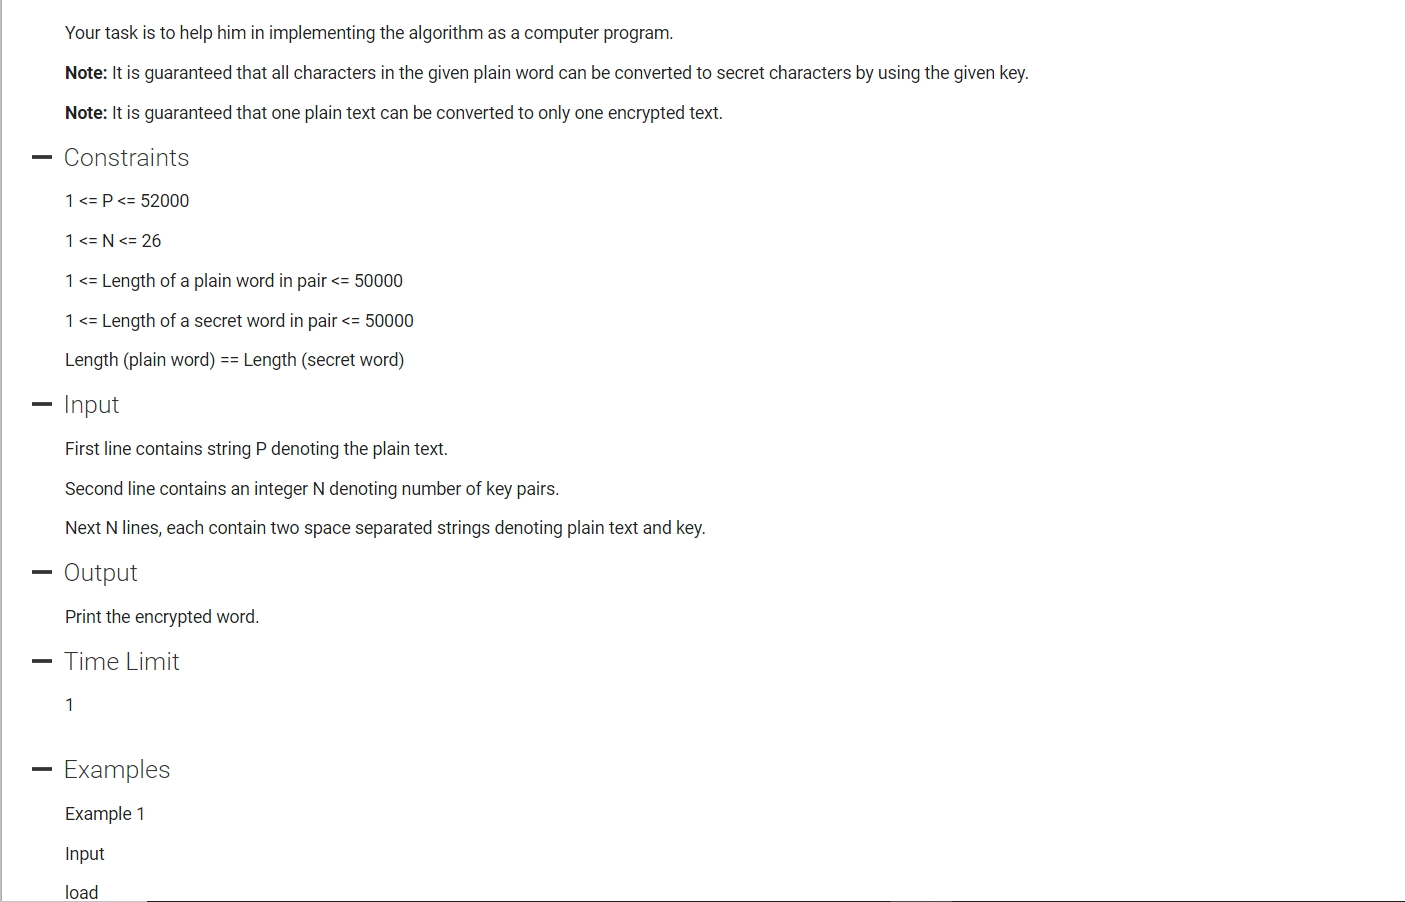 Your task is to help him in implementing the algorithm as a computer program.
Note: It is guaranteed that all characters in the given plain word can be converted to secret characters by using the given key.
Note: It is guaranteed that one plain text can be converted to only one encrypted text.
Constraints
1 <= P <= 52000
1 <= N <= 26
1 <= Length of a plain word in pair <= 50000
1 <= Length of a secret word in pair <= 50000
Length (plain word) == Length (secret word)
Input
First line contains string P denoting the plain text.
Second line contains an integer N denoting number of key pairs.
Next N lines, each contain two space separated strings denoting plain text and key.
Output
Print the encrypted word.
Time Limit
1
Examples
Example 1
Input
load